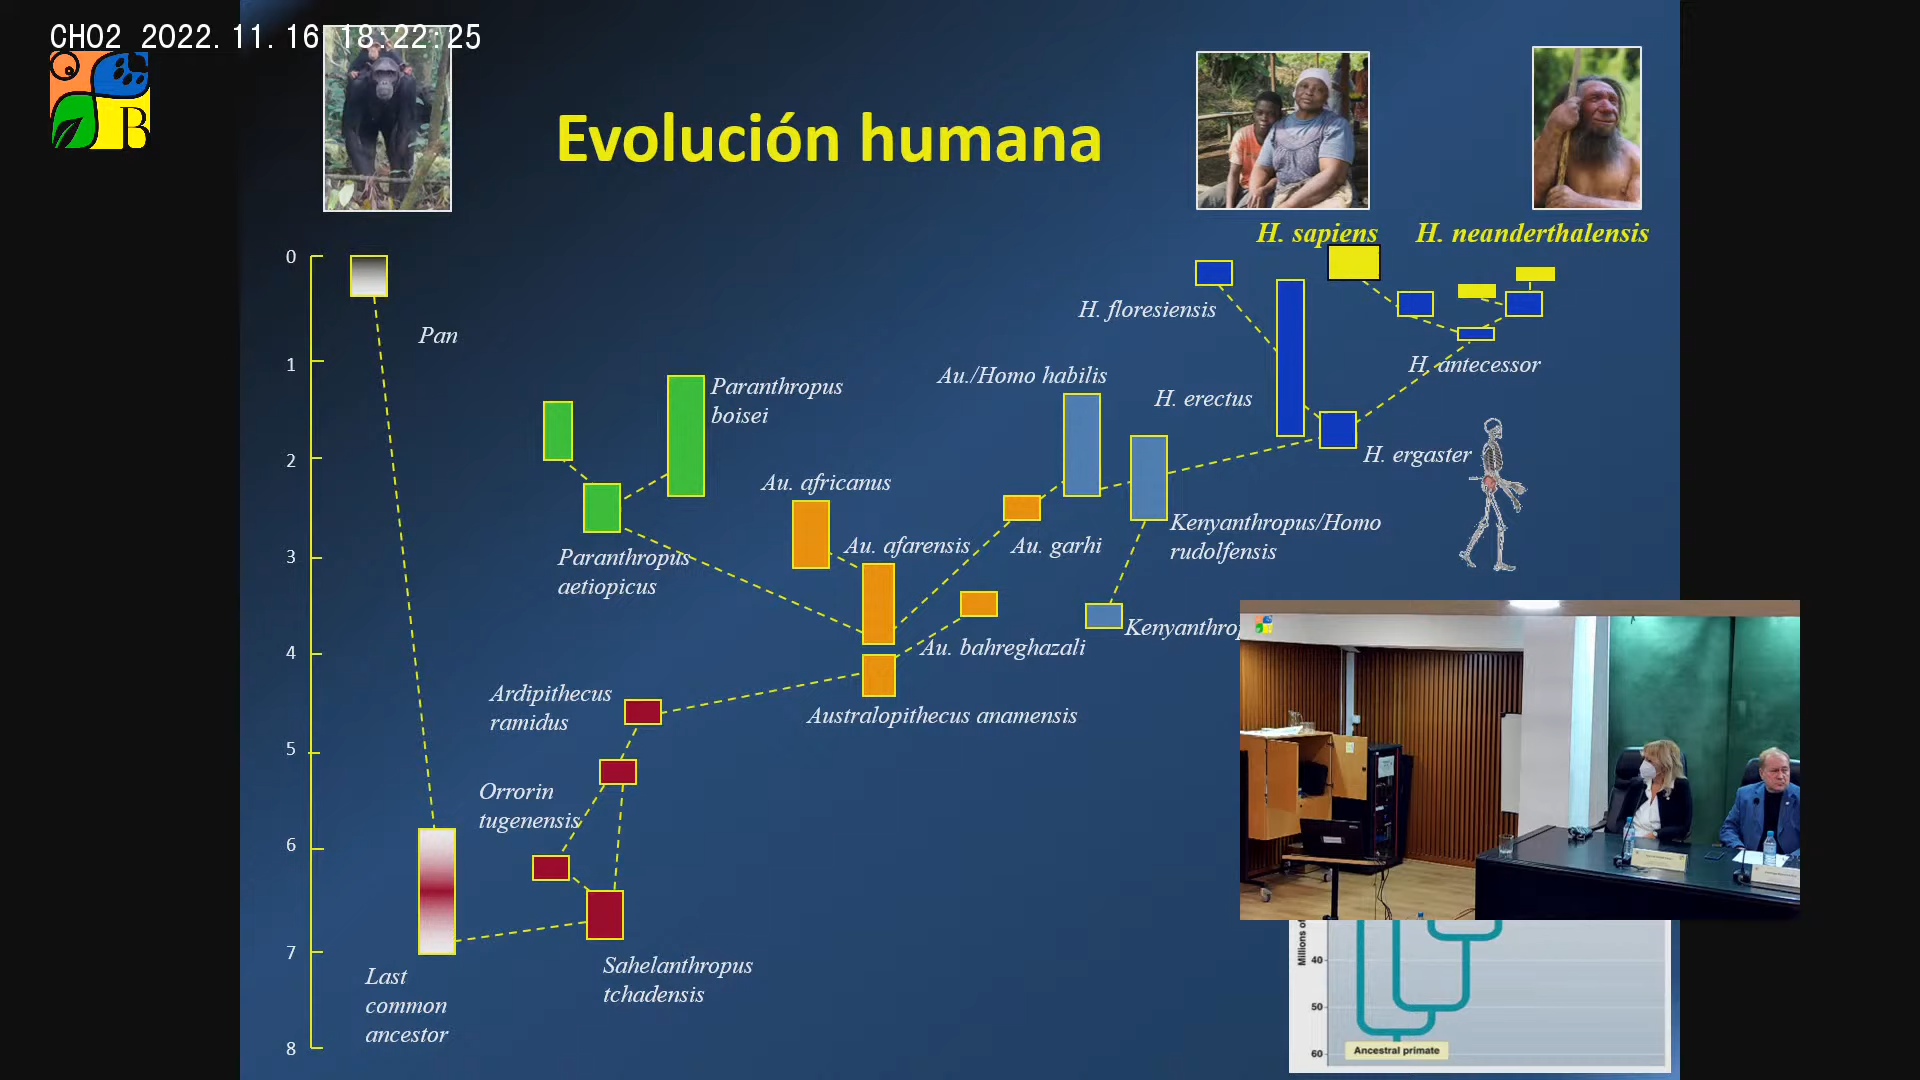 CH02 2022.11.16 18:22:25
B
Evolución humana
H. sapiens
H. neanderthalensis
0
1
2
3
4
5
6
7
8
Pan
H. floresiensis
H. antecessor
Au./Homo habilis
Paranthropus
boisei
H. erectus
H. ergaster
Au. africanus
Kenyanthropus/Homo
rudolfensis
Au. afarensis
Au. garhi
Paranthropus
aetiopicus
Kenyanthrop
Au. bahreghazali
Ardipithecus
ramidus
Australopithecus anamensis
Orrorin
tugenensis
Sahelanthropus
tchadensis
Last
common
ancestor
Millions of
40
50
60
Ancestral primate